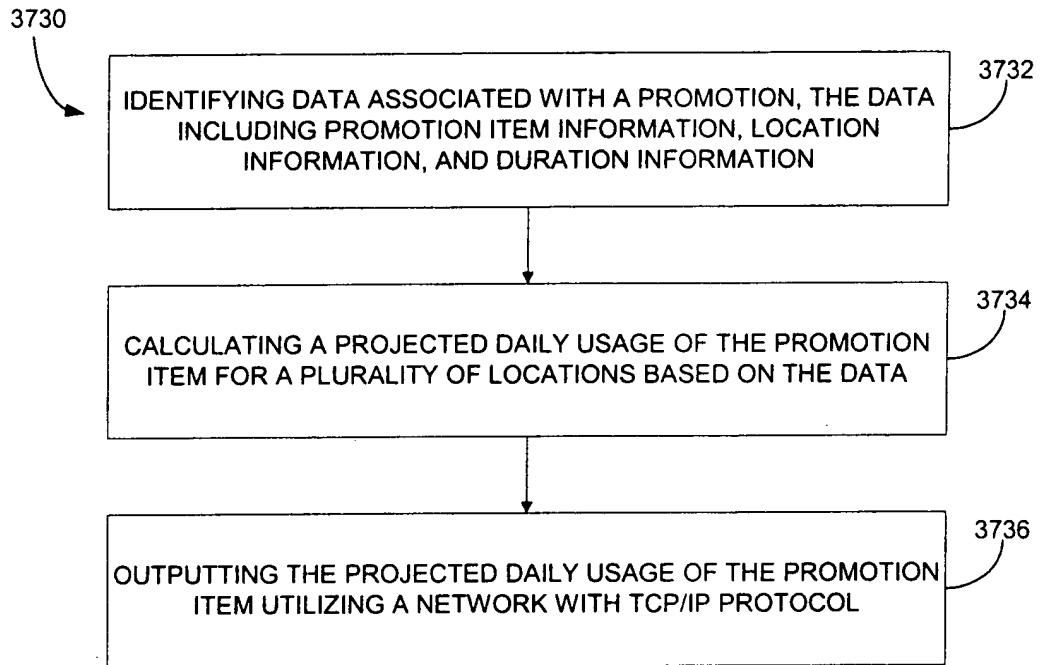 3730
3732
IDENTIFYING DATA ASSOCIATED WITH A PROMOTION, THE DATA
INCLUDING PROMOTION ITEM INFORMATION, LOCATION
INFORMATION, AND DURATION INFORMATION
3734
CALCULATING A PROJECTED DAILY USAGE OF THE PROMOTION
ITEM FOR A PLURALITY OF LOCATIONS BASED ON THE DATA
3736
OUTPUTTING THE PROJECTED DAILY USAGE OF THE PROMOTION
ITEM UTILIZING A NETWORK WITH TCP/IP PROTOCOL